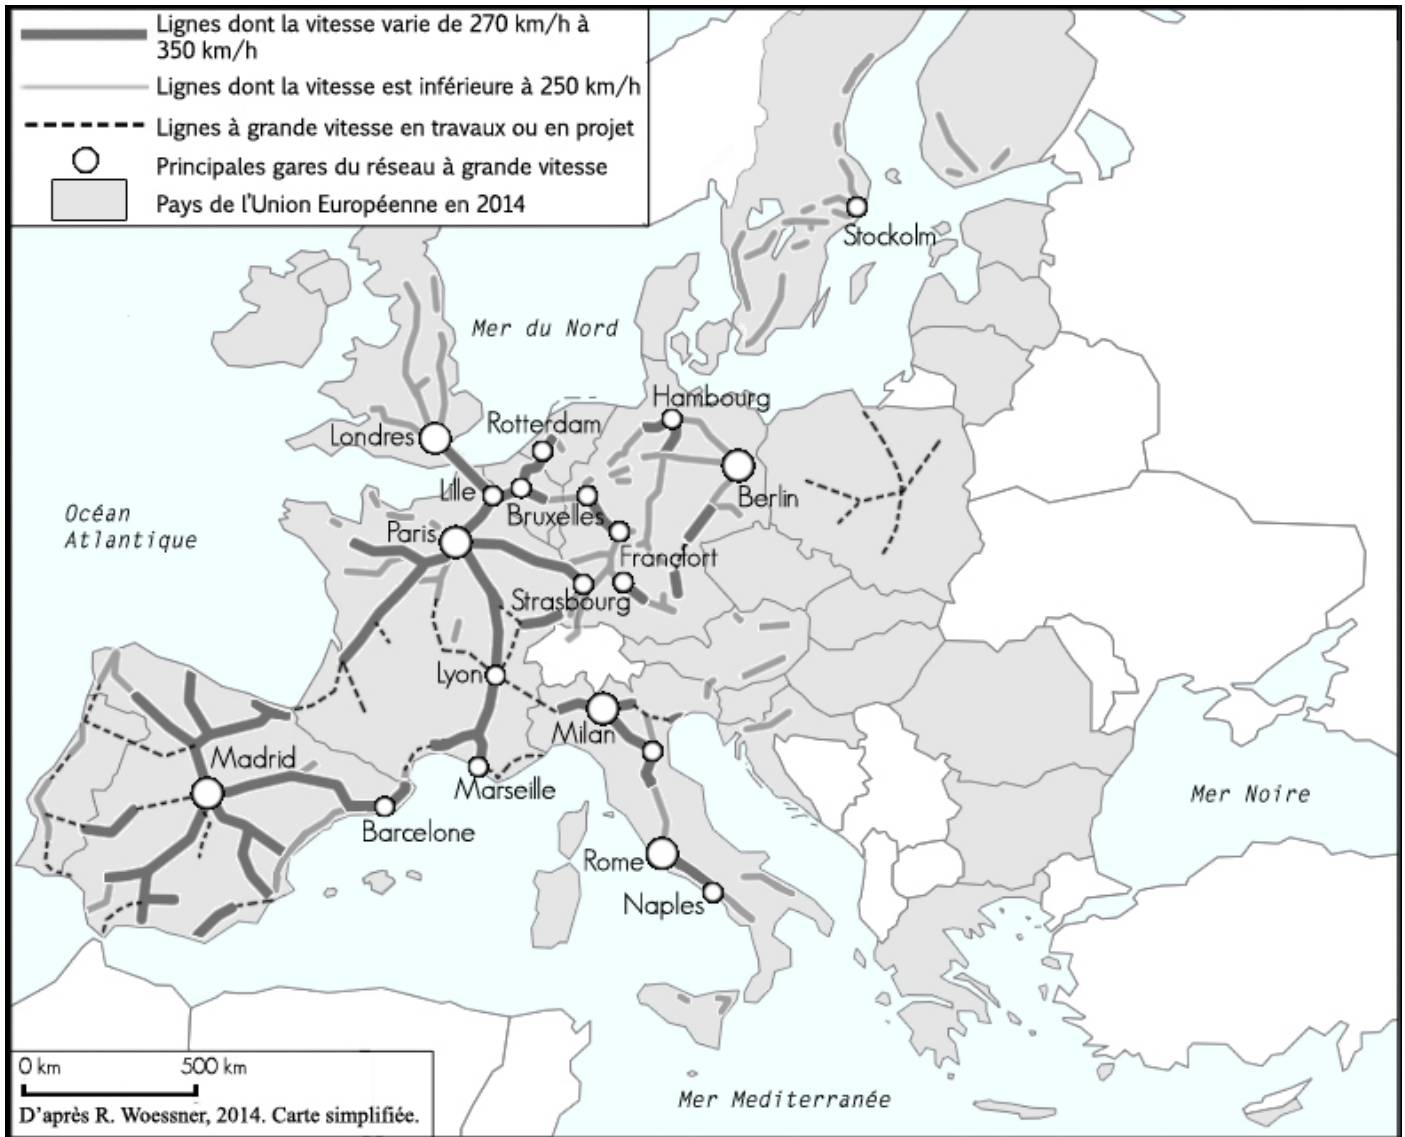 Lignes dont la vitesse varie de 270 km/h à
350 km/h
Lignes dont la vitesse est inférieure à 250 km/h
Lignes à grande vitesse en travaux ou en projet
Principales gares du réseau à grande vitesse
Pays de l'Union Européenne en 2014
Stockolm
Mer du Nord
Hambourg
Rotterdam
Londres
Lille
Berlin
Bruxelles
Océan
Atlantique
Paris
Francfort
Strasbourg
Lyon
Milan
Madrid
Marseille
Mer Noire
Barcelone
Rome
Naples
0 km
500 km
D'après R. Woessner, 2014. Carte simplifiée.
Mer Mediterranée